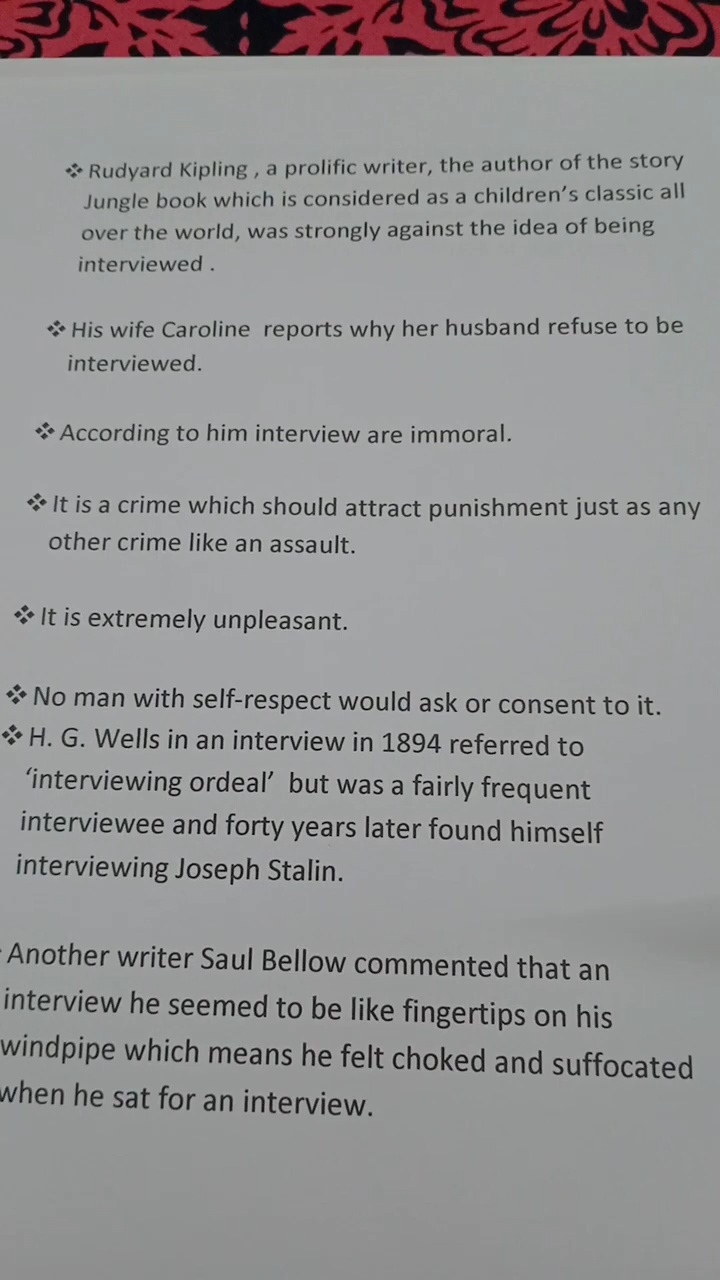 ❖ Rudyard Kipling , a prolific writer, the author of the story
Jungle book which is considered as a children's classic all
over the world, was strongly against the idea of being
interviewed .
❖ His wife Caroline reports why her husband refuse to be
interviewed.
❖ According to him interview are immoral.
❖ It is a crime which should attract punishment just as any
other crime like an assault.
❖ It is extremely unpleasant.
❖ No man with self-respect would ask or consent to it.
❖ H. G. Wells in an interview in 1894 referred to
‘interviewing ordeal’ but was a fairly frequent
interviewee and forty years later found himself
interviewing Joseph Stalin.
Another writer Saul Bellow commented that an
interview he seemed to be like fingertips on his
windpipe which means he felt choked and suffocated
when he sat for an interview.